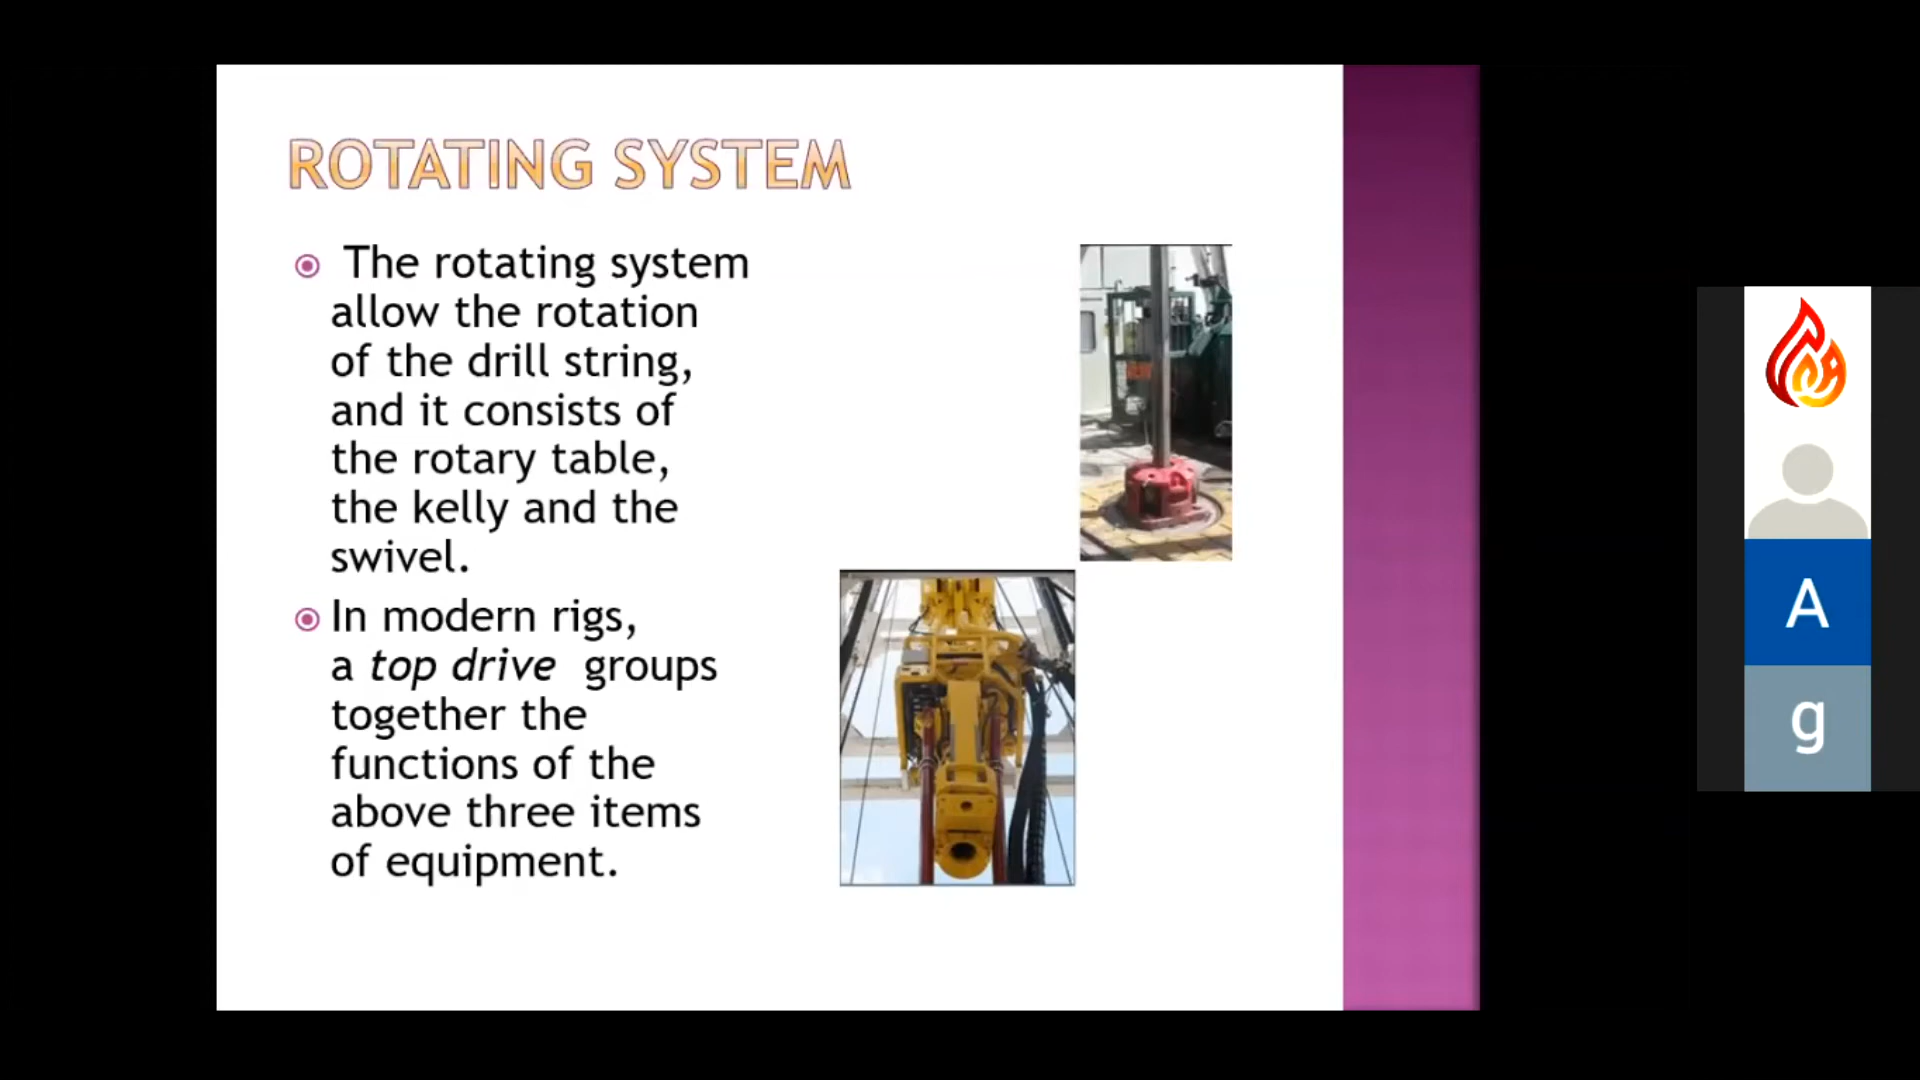 ROTATING SYSTEM
The rotating system
allow the rotation
of the drill string,
and it consists of
the rotary table,
the kelly and the
swivel.
In modern rigs,
a top drive groups
together the
functions of the
above three items
of equipment.
A
g